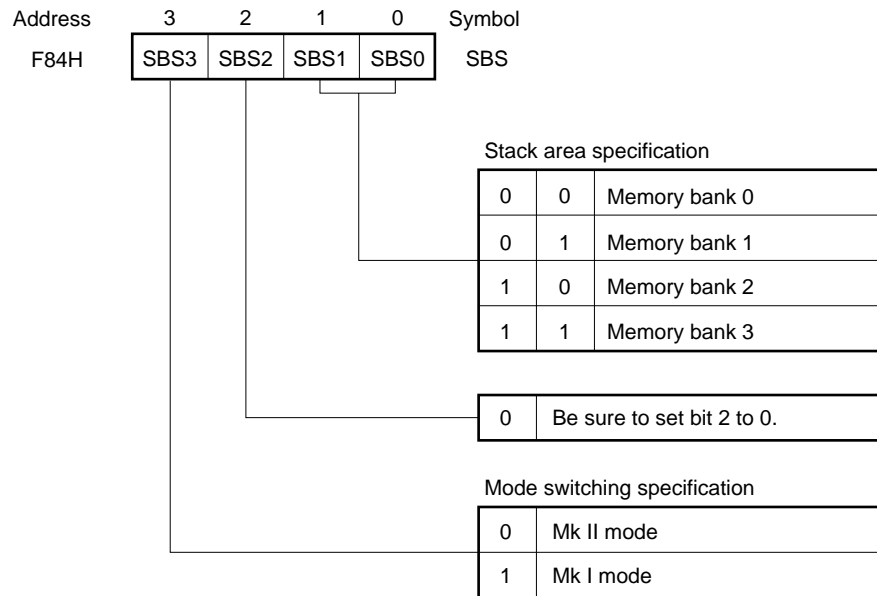 Address 3 2 1 0 Symbol
F84H SBS3 SBS2 SBS1 SBS0 SBS
Stack area specification
0 0 Memory bank 0
0 1 Memory bank 1
1 0 Memory bank 2
1 1 Memory bank 3
0 Be sure to set bit 2 to 0.
Mode switching specification
0 Mk II mode
1 Mk I mode